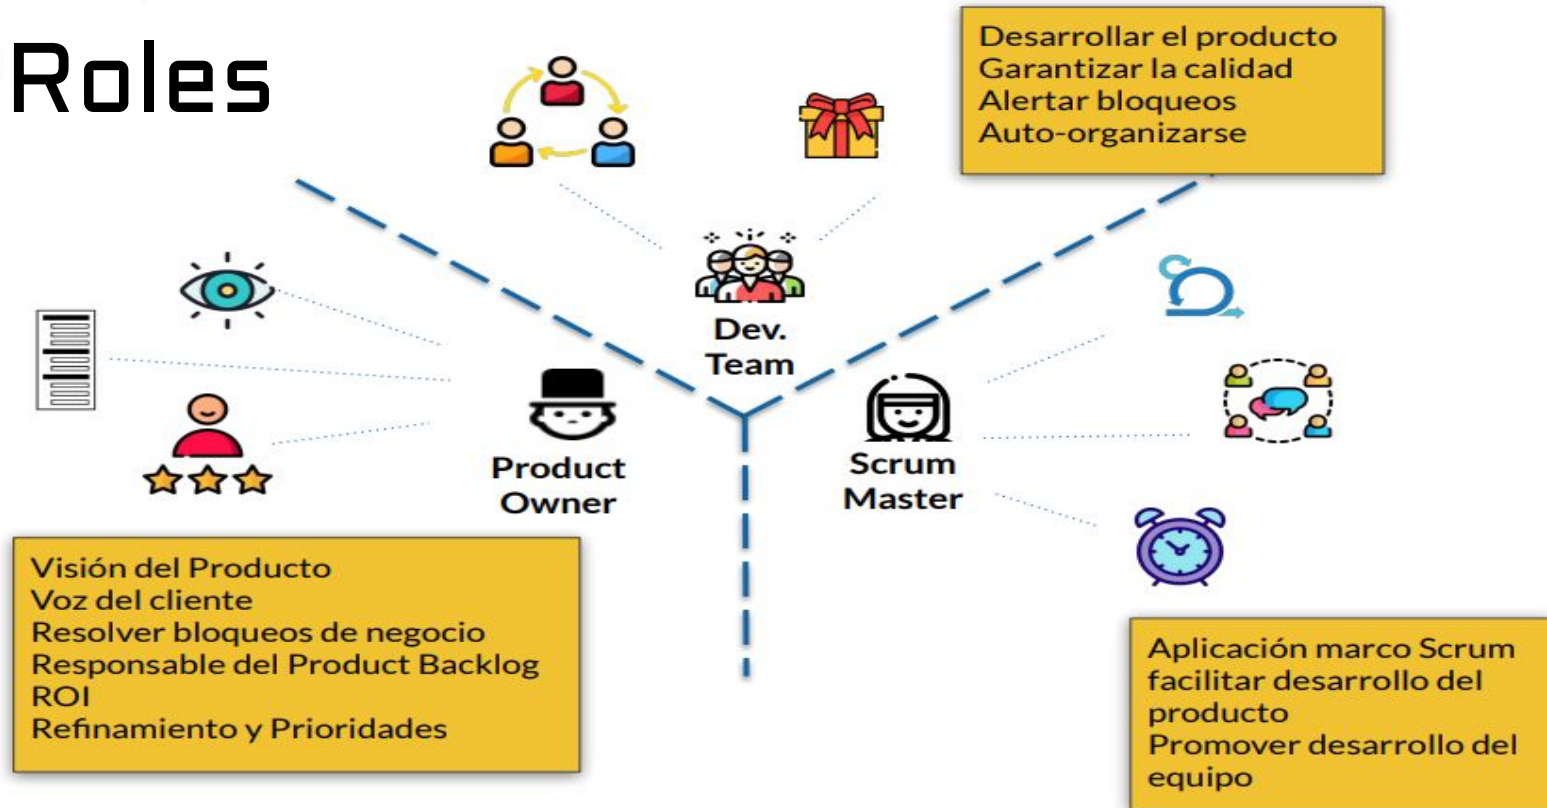 Roles
Desarrollar el producto
Garantizar la calidad
Alertar bloqueos
Auto-organizarse
Dev.
Team
Product
Owner
Scrum
Master
Visión del Producto
Voz del cliente
Resolver bloqueos de negocio
Responsable del Product Backlog
ROI
Refinamiento y Prioridades
Aplicación marco Scrum
facilitar desarrollo del
producto
Promover desarrollo del
equipo